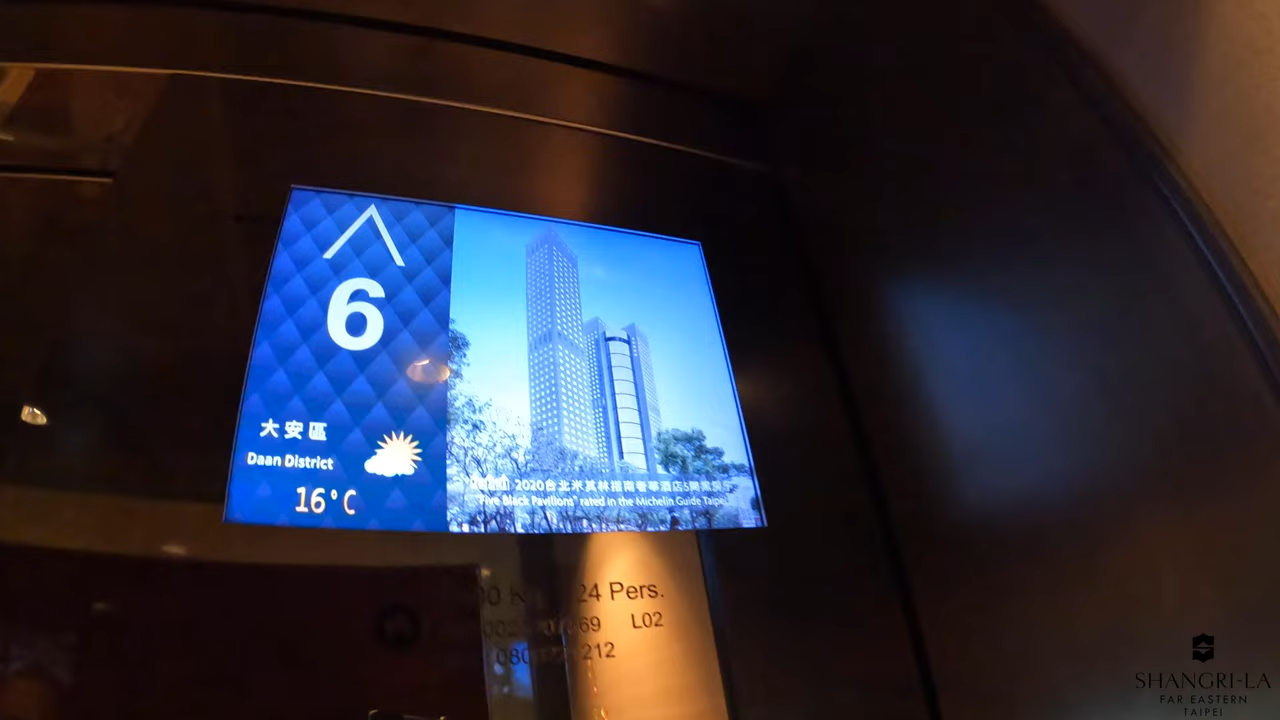 6
大安區
Daan District
16°C
2020台北米其林指南奢華酒店5間黑
"Five Black Pavilions" rated in the Michelin Guide Taipei
24 Pers.
69 L02
212
SHANGRI-LA
FAR EASTERN
TAIPEI